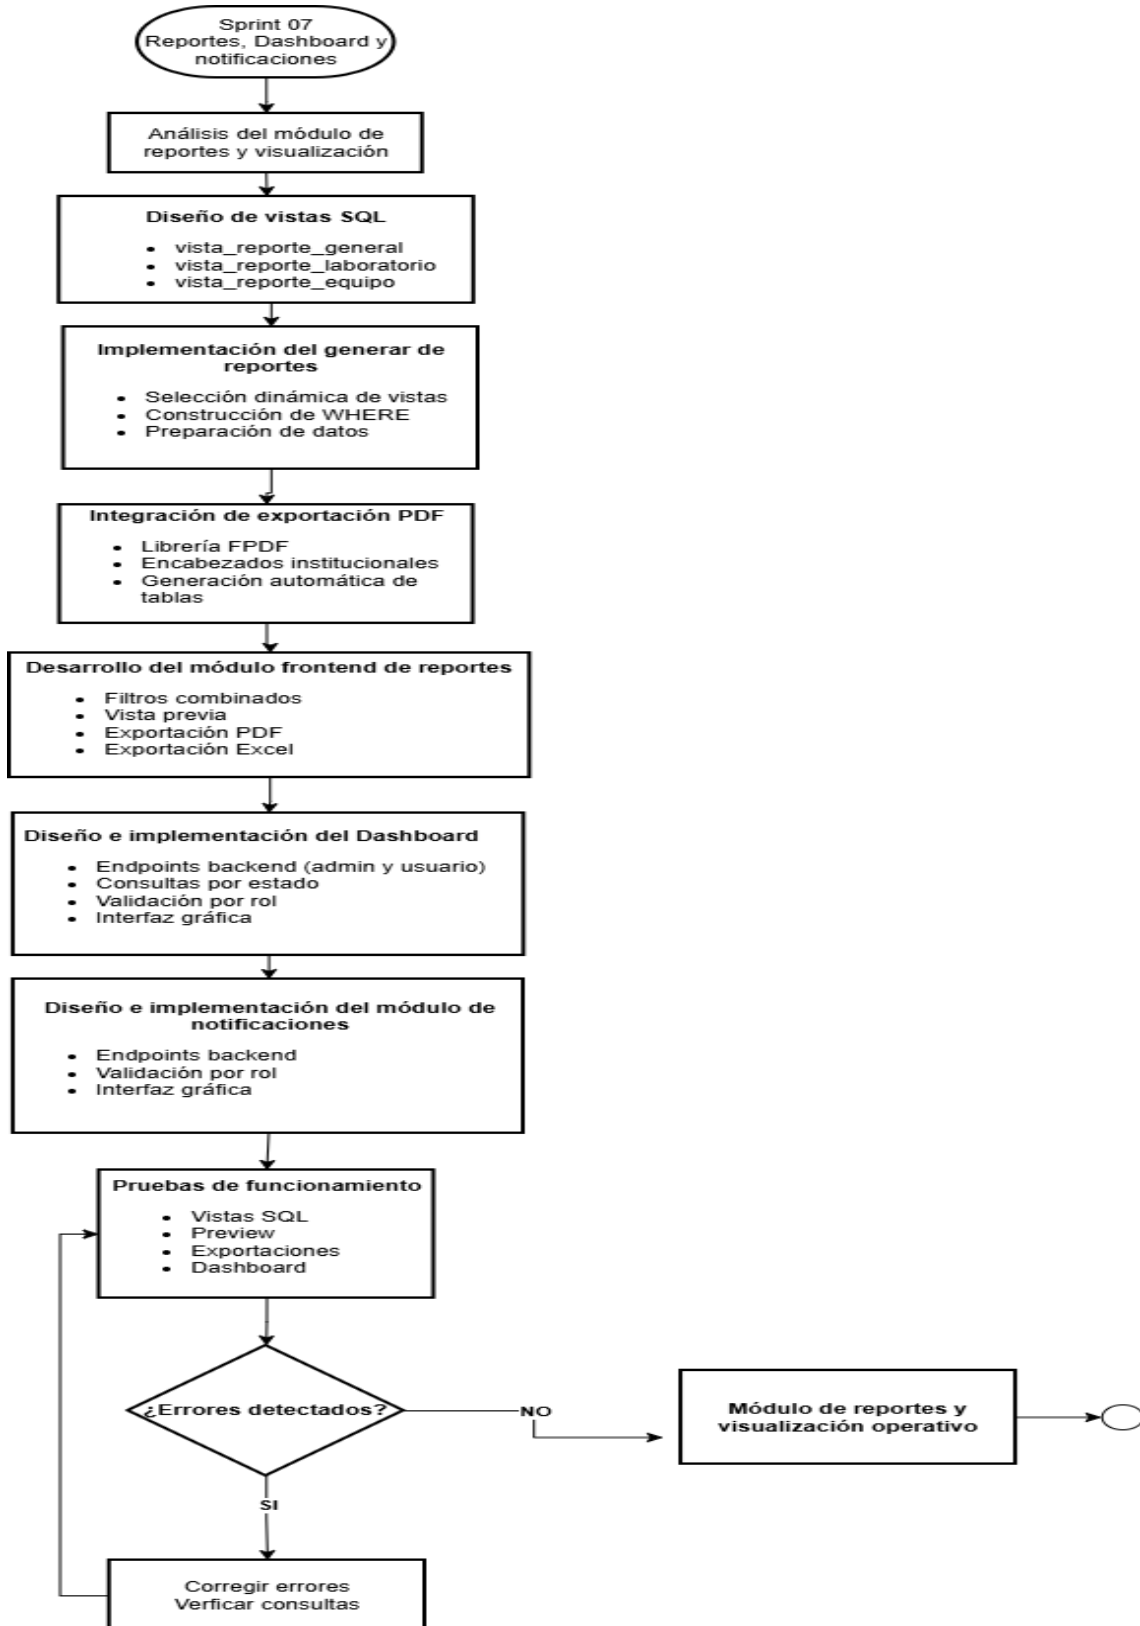 Sprint 07
Reportes, Dashboard y
notificaciones
Análisis del módulo de
reportes y visualización
Diseño de vistas SQL
• vista_reporte_general
• vista_reporte_laboratorio
• vista_reporte_equipo
Implementación del generar de
reportes
• Selección dinámica de vistas
• Construcción de WHERE
• Preparación de datos
Integración de exportación PDF
• Librería FPDF
• Encabezados institucionales
• Generación automática de
tablas
Desarrollo del módulo frontend de reportes
• Filtros combinados
• Vista previa
• Exportación PDF
• Exportación Excel
Diseño e implementación del Dashboard
• Endpoints backend (admin y usuario)
• Consultas por estado
• Validación por rol
• Interfaz gráfica
Diseño e implementación del módulo de
notificaciones
• Endpoints backend
• Validación por rol
• Interfaz gráfica
Pruebas de funcionamiento
• Vistas SQL
• Preview
• Exportaciones
• Dashboard
¿Errores detectados?
NO
Módulo de reportes y
visualización operativo
SI
Corregir errores
Verficar consultas